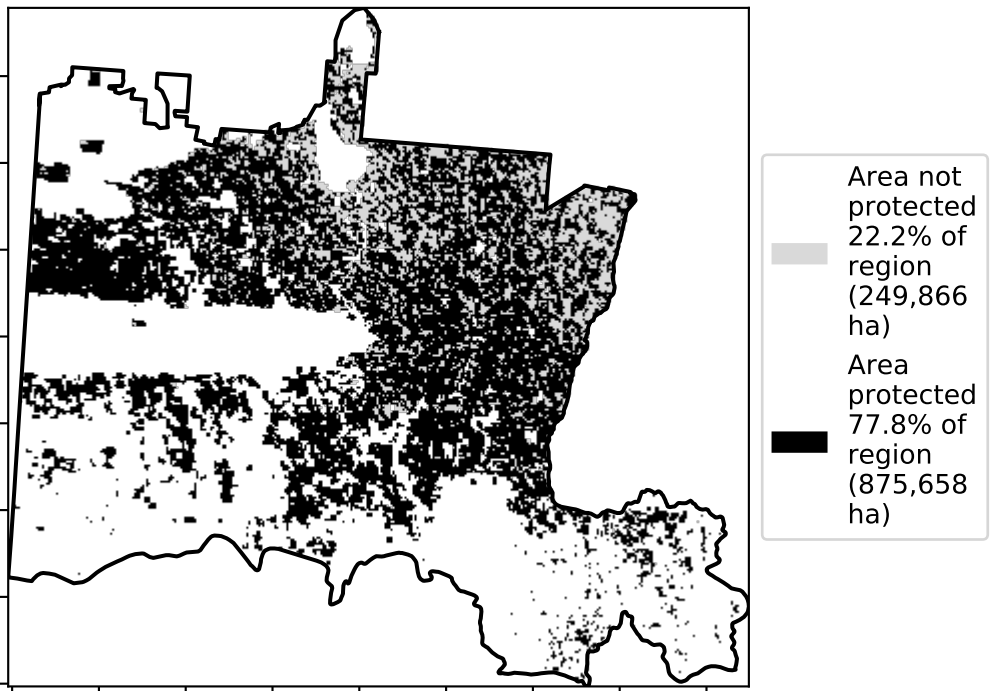 Area not
protected
22.2% of
region
(249,866
ha)
Area
protected
77.8% of
region
(875,658
ha)